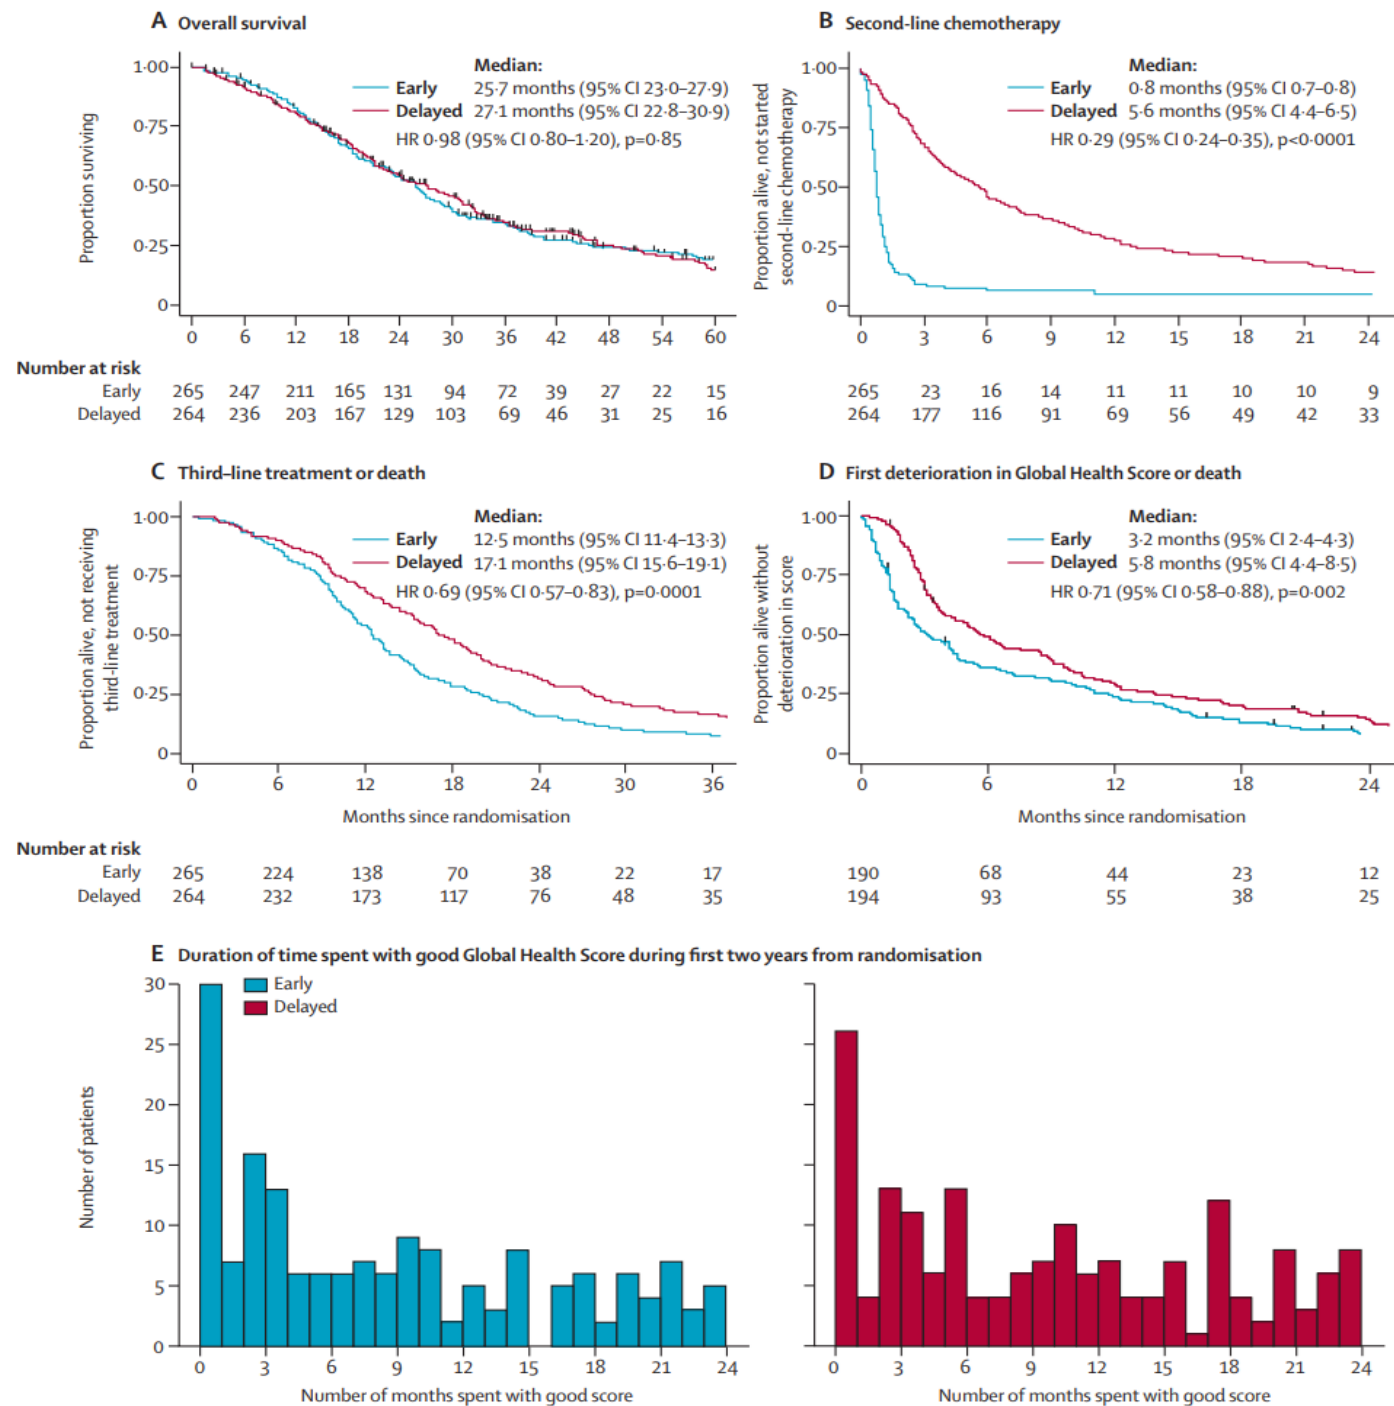 A Overall survival
Median:
Early 25·7 months (95% CI 23·0–27·9)
Delayed 27·1 months (95% CI 22·8–30·9)
HR 0·98 (95% CI 0·80–1·20), p=0·85
Proportion surviving
1·00
0·75
0·50
0·25
0
0 6 12 18 24 30 36 42 48 54 60
Number at risk
Early 265 247 211 165 131 94 72 39 27 22 15
Delayed 264 236 203 167 129 103 69 46 31 25 16
B Second-line chemotherapy
Median:
Early 0·8 months (95% CI 0·7–0·8)
Delayed 5·6 months (95% CI 4·4–6·5)
HR 0·29 (95% CI 0·24–0·35), p<0·0001
Proportion alive, not started
second-line chemotherapy
1·00
0·75
0·50
0·25
0
0 3 6 9 12 15 18 21 24
265 23 16 14 11 11 10 10 9
264 177 116 91 69 56 49 42 33
C Third–line treatment or death
Median:
Early 12·5 months (95% CI 11·4–13·3)
Delayed 17·1 months (95% CI 15·6–19·1)
HR 0·69 (95% CI 0·57–0·83), p=0·0001
Proportion alive, not receiving
third-line treatment
1·00
0·75
0·50
0·25
0
0 6 12 18 24 30 36
Months since randomisation
Number at risk
Early 265 224 138 70 38 22 17
Delayed 264 232 173 117 76 48 35
D First deterioration in Global Health Score or death
Median:
Early 3·2 months (95% CI 2·4–4·3)
Delayed 5·8 months (95% CI 4·4–8·5)
HR 0·71 (95% CI 0·58–0·88), p=0·002
Proportion alive without
deterioration in score
1·00
0·75
0·50
0·25
0
0 6 12 18 24
Months since randomisation
190 68 44 23 12
194 93 55 38 25
E Duration of time spent with good Global Health Score during first two years from randomisation
Early
Delayed
Number of patients
30
25
20
15
10
5
0
0 3 6 9 12 15 18 21 24
Number of months spent with good score
0 3 6 9 12 15 18 21 24
Number of months spent with good score